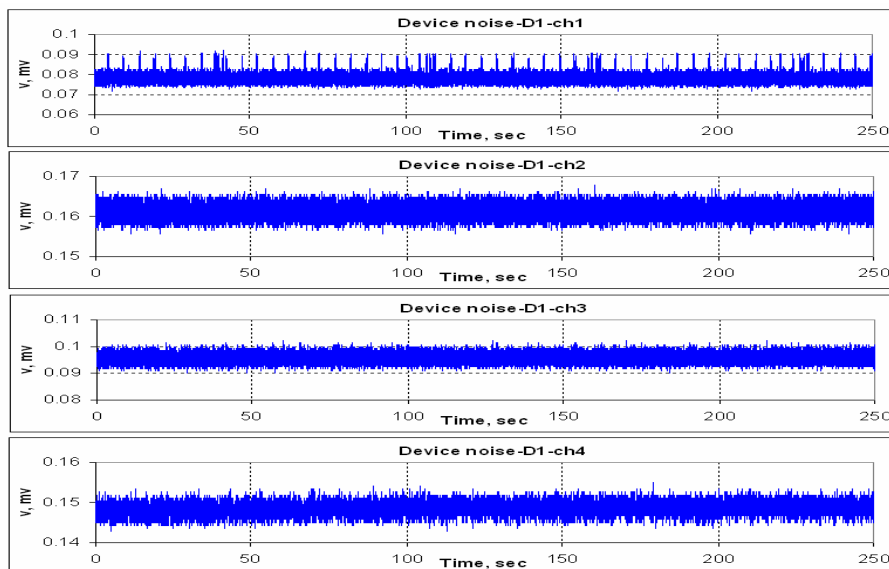 Device noise-D1-ch1
v, mv
0.1
0.09
0.08
0.07
0.06
0 50 100 150 200 250
Time, sec
Device noise-D1-ch2
v, mv
0.17
0.16
0.15
0 50 100 150 200 250
Time, sec
Device noise-D1-ch3
v, mv
0.11
0.1
0.09
0.08
0 50 100 150 200 250
Time, sec
Device noise-D1-ch4
v, mv
0.16
0.15
0.14
0 50 100 150 200 250
Time, sec